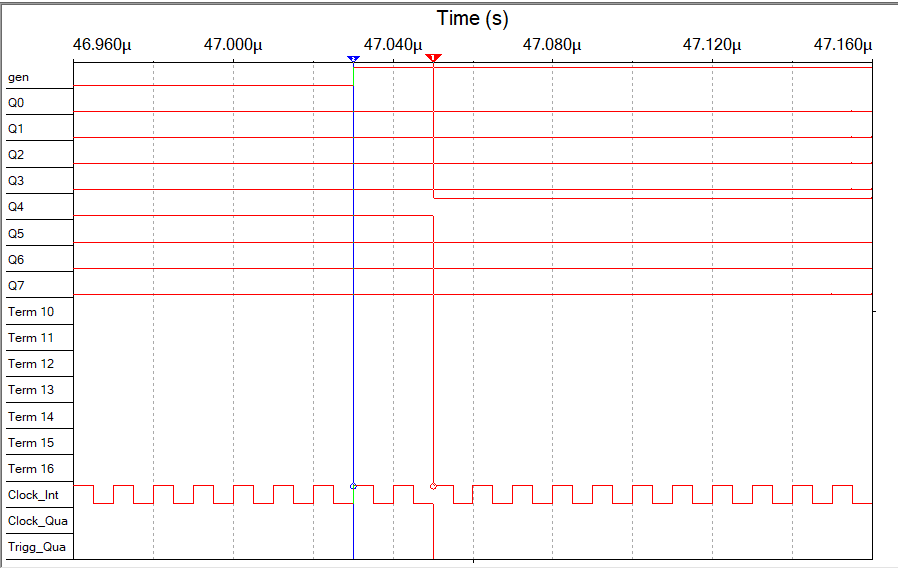 Time (s)
46.960µ 47.000µ 47.040µ 47.080µ 47.120µ 47.160µ
gen
Q0
Q1
Q2
Q3
Q4
Q5
Q6
Q7
Term 10
Term 11
Term 12
Term 13
Term 14
Term 15
Term 16
Clock_Int
Clock_Qua
Trigg_Qua